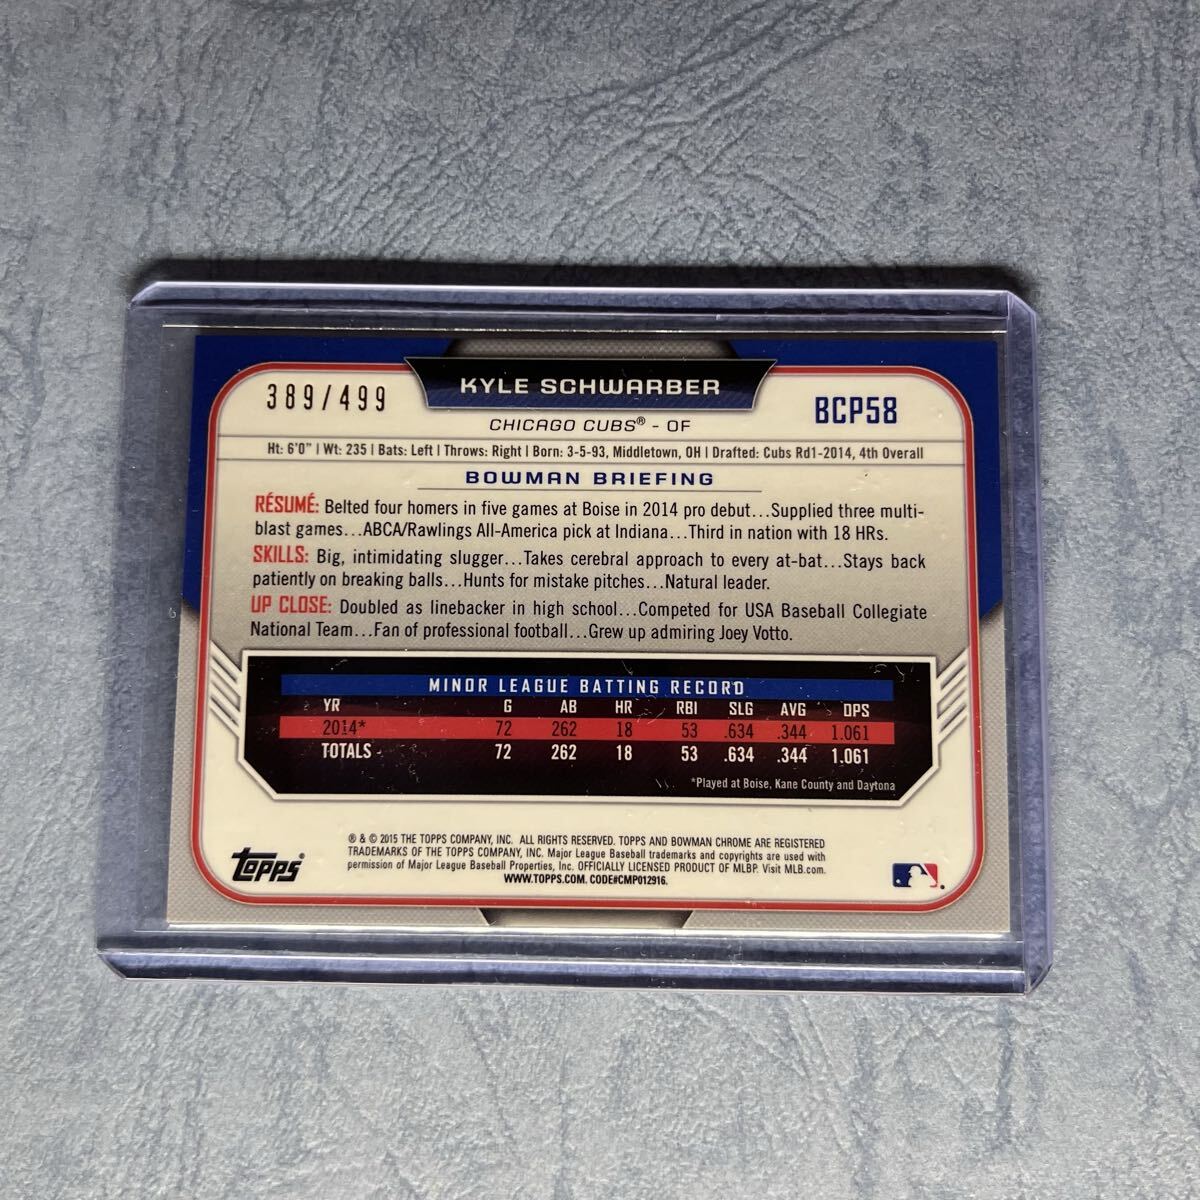 389/499
KYLE SCHWARBER
BCP58
CHICAGO CUBS® - OF
Ht: 6'0" | Wt: 235 | Bats: Left | Throws: Right | Born: 3-5-93, Middletown, OH | Drafted: Cubs Rd1-2014, 4th Overall
BOWMAN BRIEFING
RÉSUMÉ: Belted four homers in five games at Boise in 2014 pro debut...Supplied three multi-
blast games...ABCA/Rawlings All-America pick at Indiana...Third in nation with 18 HRs.
SKILLS: Big, intimidating slugger...Takes cerebral approach to every at-bat...Stays back
patiently on breaking balls...Hunts for mistake pitches...Natural leader.
UP CLOSE: Doubled as linebacker in high school...Competed for USA Baseball Collegiate
National Team...Fan of professional football...Grew up admiring Joey Votto.
MINOR LEAGUE BATTING RECORD
YR G AB HR RBI SLG AVG OPS
2014* 72 262 18 53 .634 .344 1.061
TOTALS 72 262 18 53 .634 .344 1.061
*Played at Boise, Kane County and Daytona
® & © 2015 THE TOPPS COMPANY, INC. ALL RIGHTS RESERVED. TOPPS AND BOWMAN CHROME ARE REGISTERED
TRADEMARKS OF THE TOPPS COMPANY, INC. Major League Baseball trademarks and copyrights are used with
permission of Major League Baseball Properties, Inc. OFFICIALLY LICENSED PRODUCT OF MLBP. Visit MLB.com.
WWW.TOPPS.COM. CODE#CMP012916.
topps